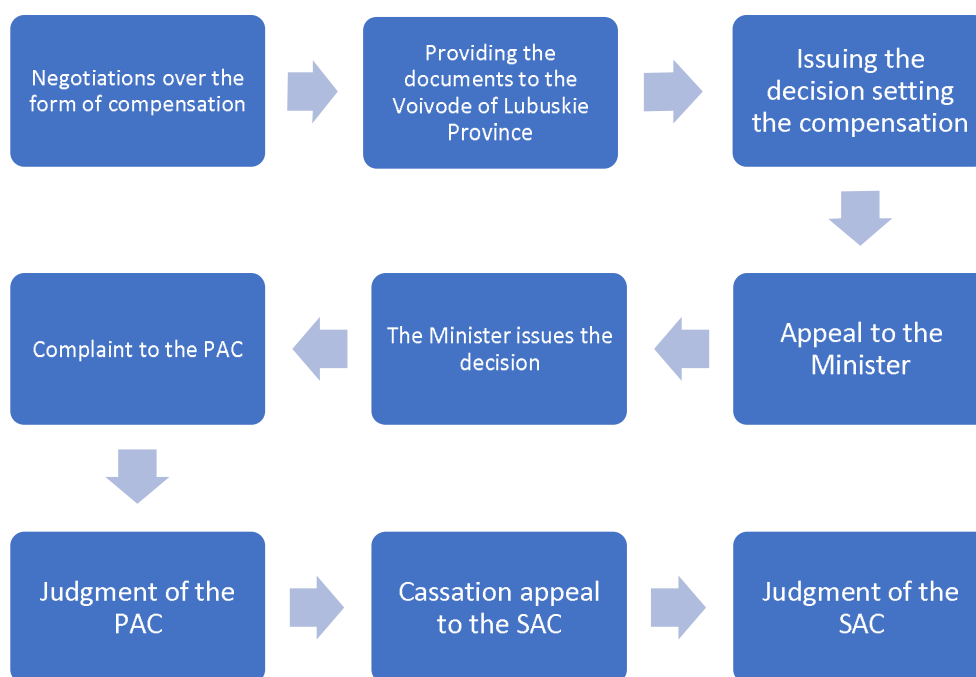 Negotiations over the
form of compensation
Providing the
documents to the
Voivode of Lubuskie
Province
Issuing the
decision setting
the compensation
Appeal to the
Minister
The Minister issues the
decision
Complaint to the PAC
Judgment of the
PAC
Cassation appeal
to the SAC
Judgment of the
SAC